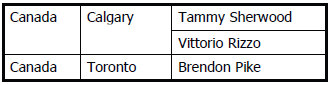 Canada Calgary Tammy Sherwood
Vittorio Rizzo
Canada Toronto Brendon Pike